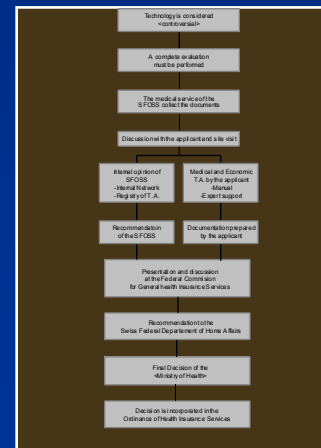 Technology is considered
<controversial>
A complete evaluation
must be performed
The medical service of the
SFOSS collect the documents
Discussion with the applicant and site visit
Internal opinion of
SFOSS
-Internal Network
-Registry of T.A.
Medical and Economic
T.A. by the applicant
-Manual
-Expert support
Recommendatoin
of the SFOSS
Documentation prepared
by the applicant
Presentation and discussion
at the Federal Commision
for General health Insurance Services
Recommendation to the
Swiss Federal Departement of Home Affairs
Final Decision of the
<Ministry of Health>
Decision is incorporated in the
Ordinance of Health Insurance Services